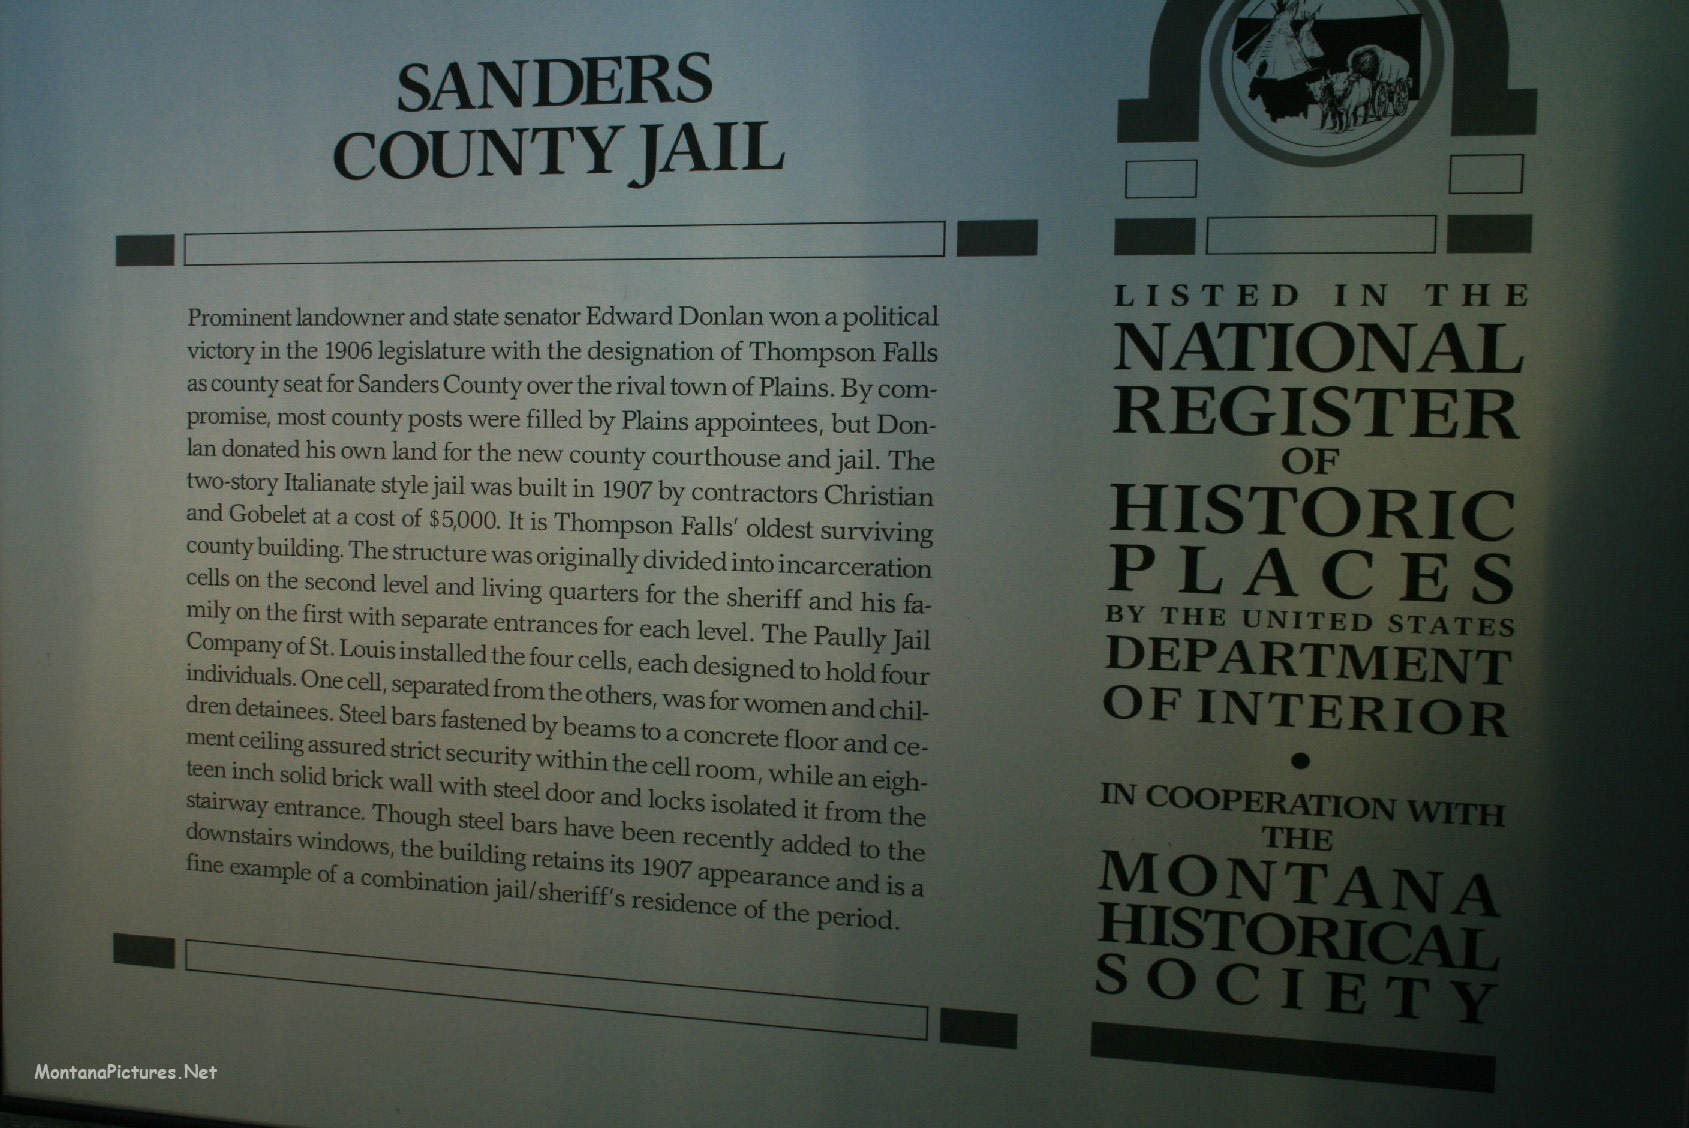 SANDERS
COUNTY JAIL
Prominent landowner and state senator Edward Donlan won a political
victory in the 1906 legislature with the designation of Thompson Falls
as county seat for Sanders County over the rival town of Plains. By com-
promise, most county posts were filled by Plains appointees, but Don-
lan donated his own land for the new county courthouse and jail. The
two-story Italianate style jail was built in 1907 by contractors Christian
and Gobelet at a cost of $5,000. It is Thompson Falls' oldest surviving
county building. The structure was originally divided into incarceration
cells on the second level and living quarters for the sheriff and his fa-
mily on the first with separate entrances for each level. The Paully Jail
Company of St. Louis installed the four cells, each designed to hold four
individuals. One cell, separated from the others, was for women and chil-
dren detainees. Steel bars fastened by beams to a concrete floor and ce-
ment ceiling assured strict security within the cell room, while an eigh-
teen inch solid brick wall with steel door and locks isolated it from the
stairway entrance. Though steel bars have been recently added to the
downstairs windows, the building retains its 1907 appearance and is a
fine example of a combination jail/sheriff's residence of the period.
LISTED IN THE
NATIONAL
REGISTER
OF
HISTORIC
PLACES
BY THE UNITED STATES
DEPARTMENT
OF INTERIOR
•
IN COOPERATION WITH
THE
MONTANA
HISTORICAL
SOCIETY
MontanaPictures.Net